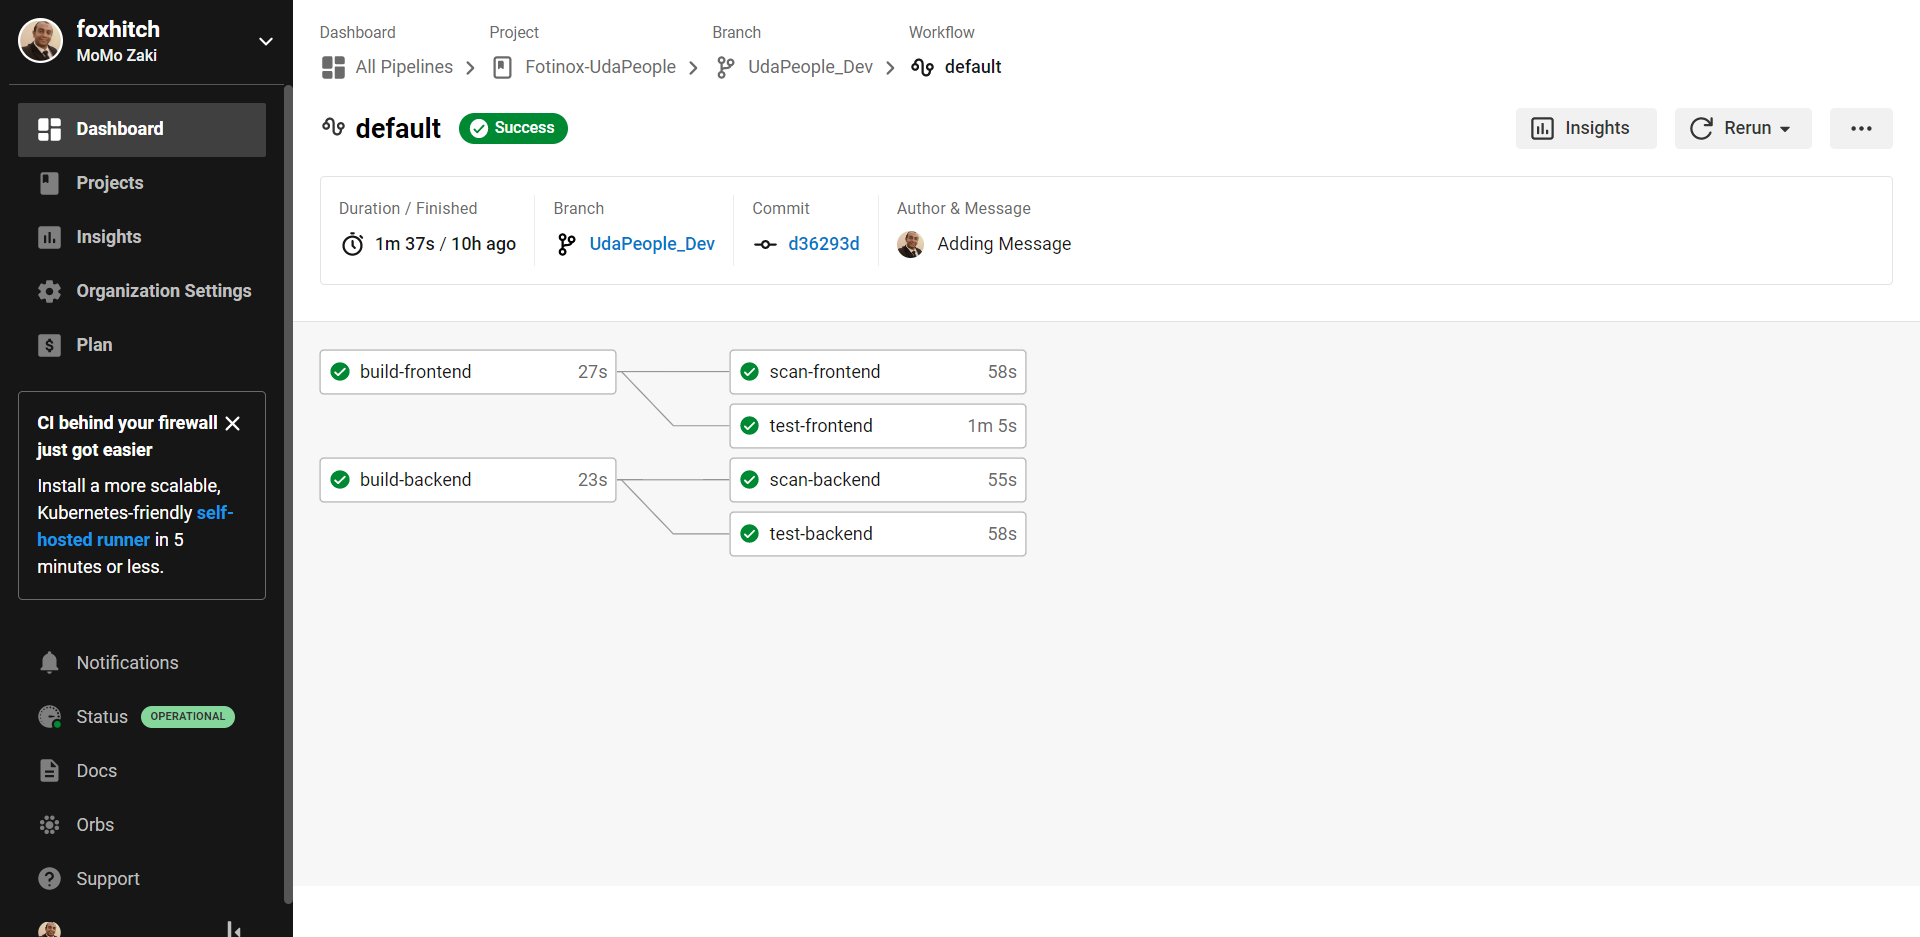 foxhitch
MoMo Zaki
Dashboard
Projects
Insights
Organization Settings
Plan
CI behind your firewall
just got easier
Install a more scalable,
Kubernetes-friendly self-
hosted runner in 5
minutes or less.
Notifications
Status OPERATIONAL
Docs
Orbs
Support
Dashboard Project Branch Workflow
All Pipelines Fotinox-UdaPeople UdaPeople_Dev default
default Success Insights Rerun
Duration / Finished Branch Commit Author & Message
1m 37s / 10h ago UdaPeople_Dev d36293d Adding Message
build-frontend 27s scan-frontend 58s
test-frontend 1m 5s
build-backend 23s scan-backend 55s
test-backend 58s